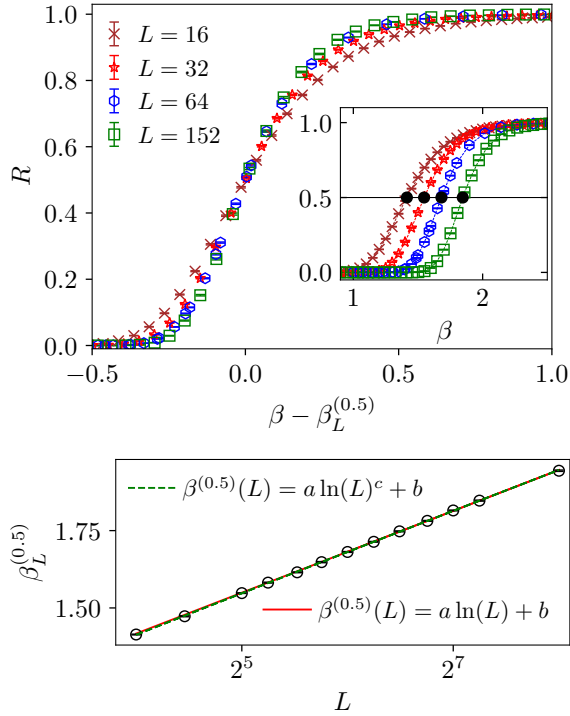 1.0
0.8
0.6
0.4
0.2
0.0
R
L = 16
L = 32
L = 64
L = 152
1.0
0.5
0.0
1
2
β
−0.5
0.0
0.5
1.0
β − β_L^{(0.5)}
β^{(0.5)}(L) = a ln(L)^c + b
1.75
1.50
β_L^{(0.5)}
β^{(0.5)}(L) = a ln(L) + b
2^5
2^7
L